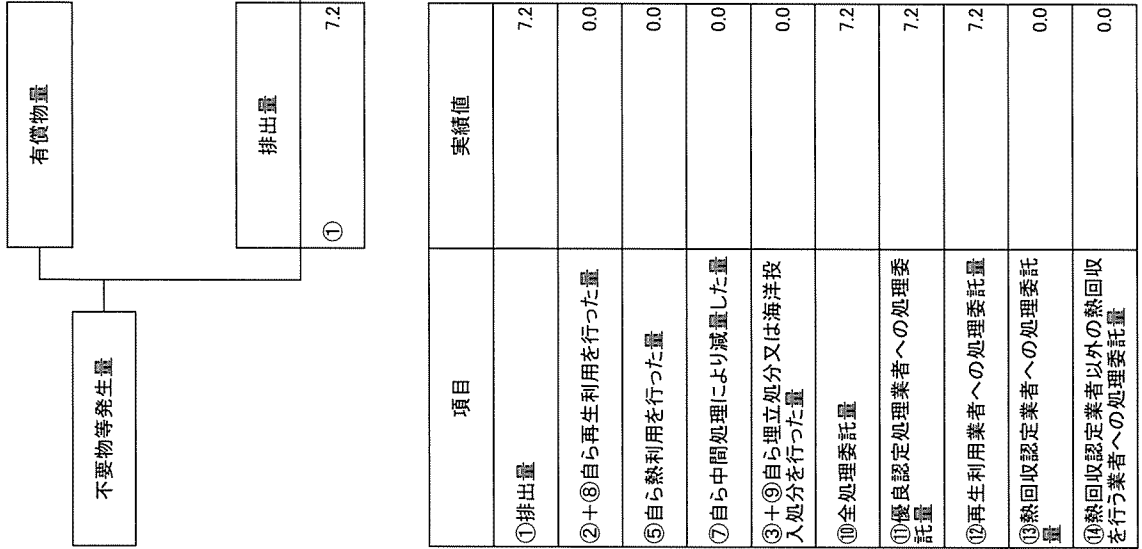 有償物量
不要物等発生量
排出量
① 7.2
項目 実績値
①排出量 7.2
②+⑧自ら再生利用を行った量 0.0
⑤自ら熱利用を行った量 0.0
⑦自ら中間処理により減量した量 0.0
③+⑨自ら埋立処分又は海洋投
入処分を行った量 0.0
⑩全処理委託量 7.2
⑪優良認定処理業者への処理委
託量 7.2
⑫再生利用業者への処理委託量 7.2
⑬熱回収認定業者への処理委託
量 0.0
⑭熱回収認定業者以外の熱回収
を行う業者への処理委託量 0.0